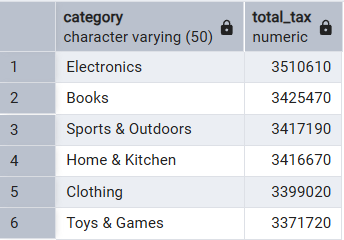 category total_tax
character varying (50) numeric
1 Electronics 3510610
2 Books 3425470
3 Sports & Outdoors 3417190
4 Home & Kitchen 3416670
5 Clothing 3399020
6 Toys & Games 3371720